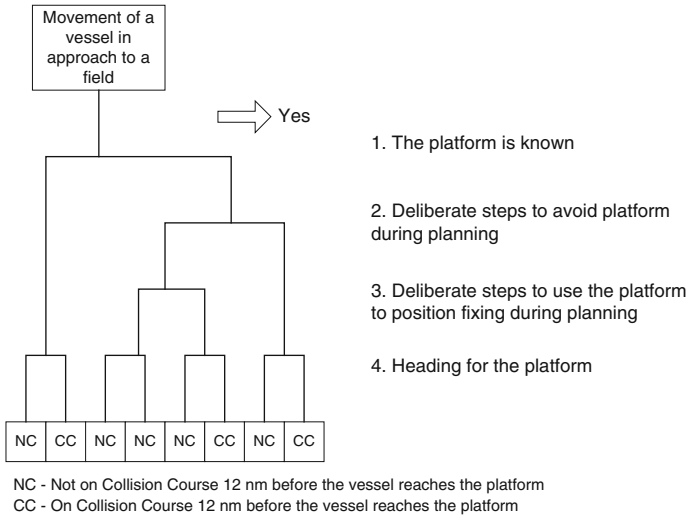 Movement of a
vessel in
approach to a
field
Yes
1. The platform is known
2. Deliberate steps to avoid platform
during planning
3. Deliberate steps to use the platform
to position fixing during planning
4. Heading for the platform
NC CC NC NC NC CC NC CC
NC - Not on Collision Course 12 nm before the vessel reaches the platform
CC - On Collision Course 12 nm before the vessel reaches the platform